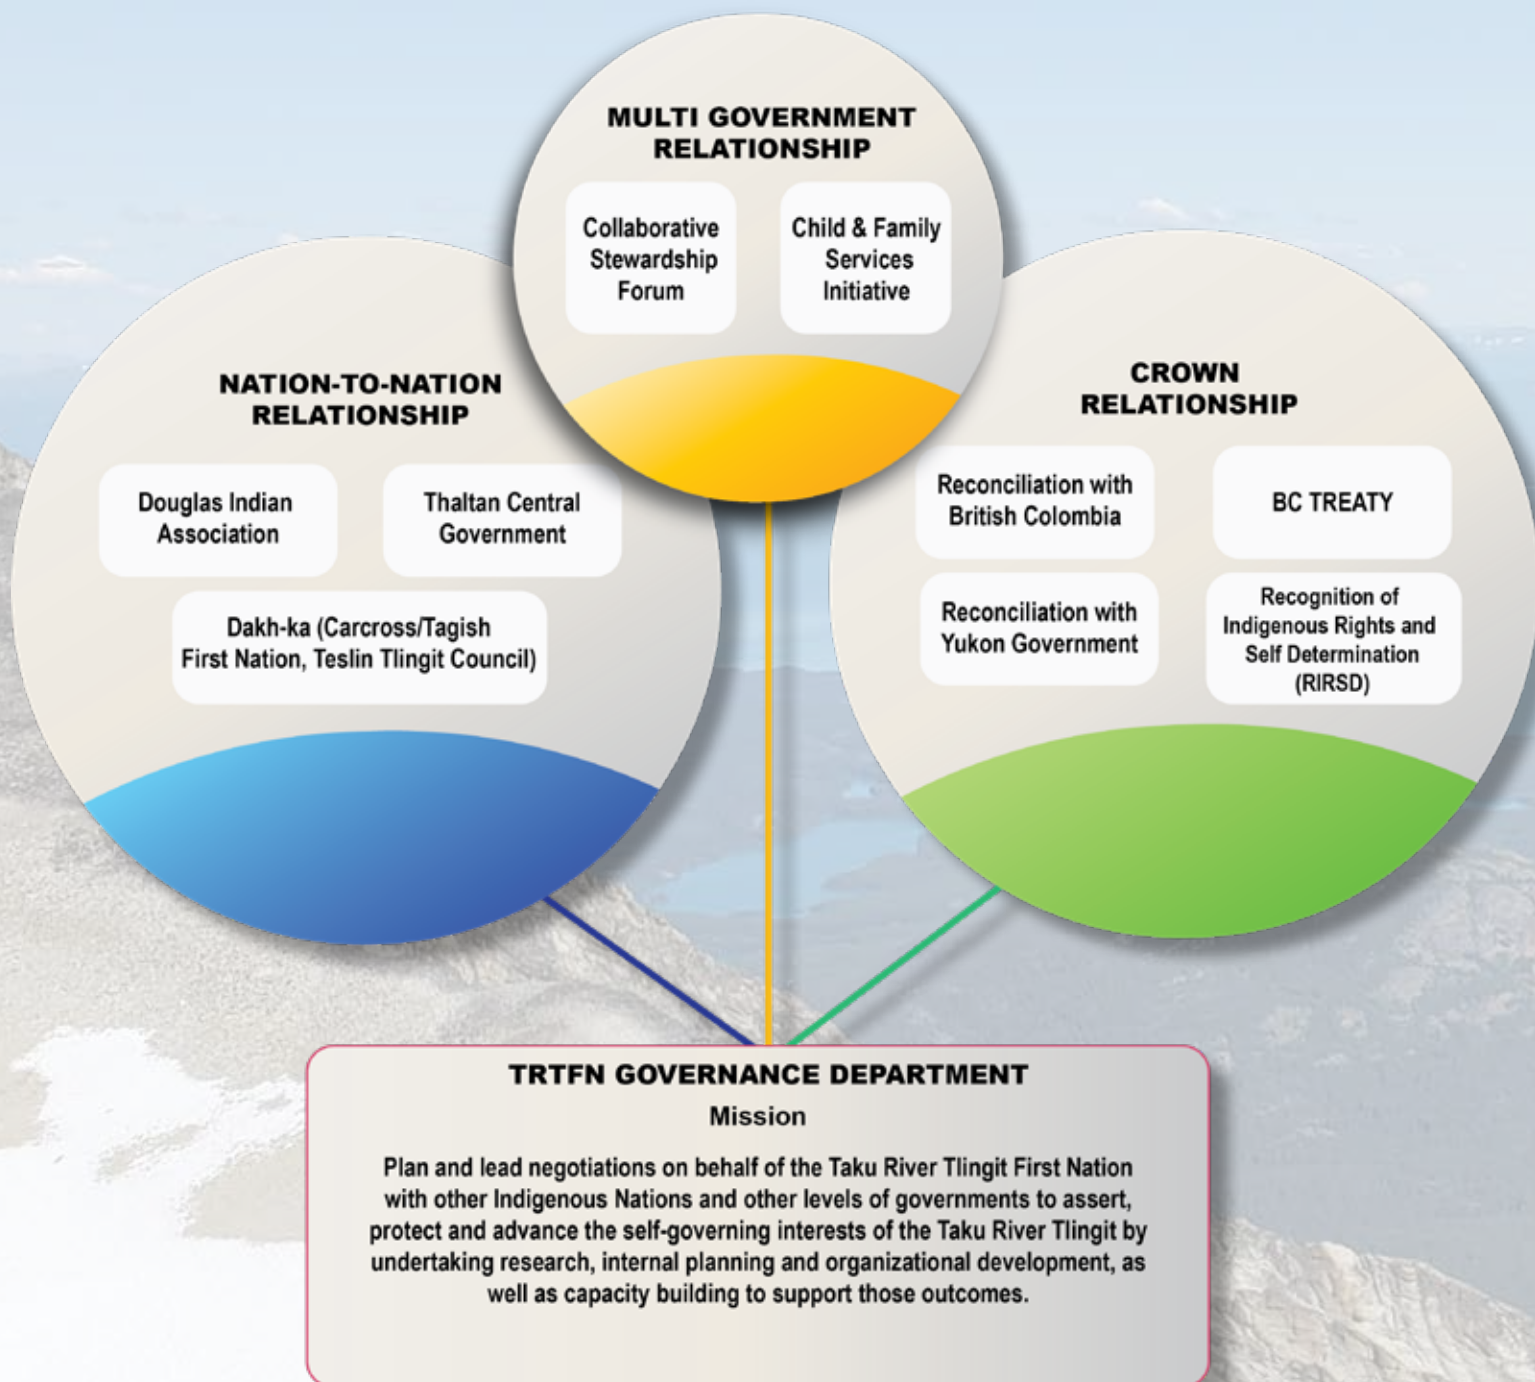 MULTI GOVERNMENT
RELATIONSHIP
Collaborative
Stewardship
Forum
Child & Family
Services
Initiative
NATION-TO-NATION
RELATIONSHIP
Douglas Indian
Association
Thaltan Central
Government
Dakh-ka (Carcross/Tagish
First Nation, Teslin Tlingit Council)
CROWN
RELATIONSHIP
Reconciliation with
British Colombia
BC TREATY
Reconciliation with
Yukon Government
Recognition of
Indigenous Rights and
Self Determination
(RIRSD)
TRTFN GOVERNANCE DEPARTMENT
Mission
Plan and lead negotiations on behalf of the Taku River Tlingit First Nation
with other Indigenous Nations and other levels of governments to assert,
protect and advance the self-governing interests of the Taku River Tlingit by
undertaking research, internal planning and organizational development, as
well as capacity building to support those outcomes.